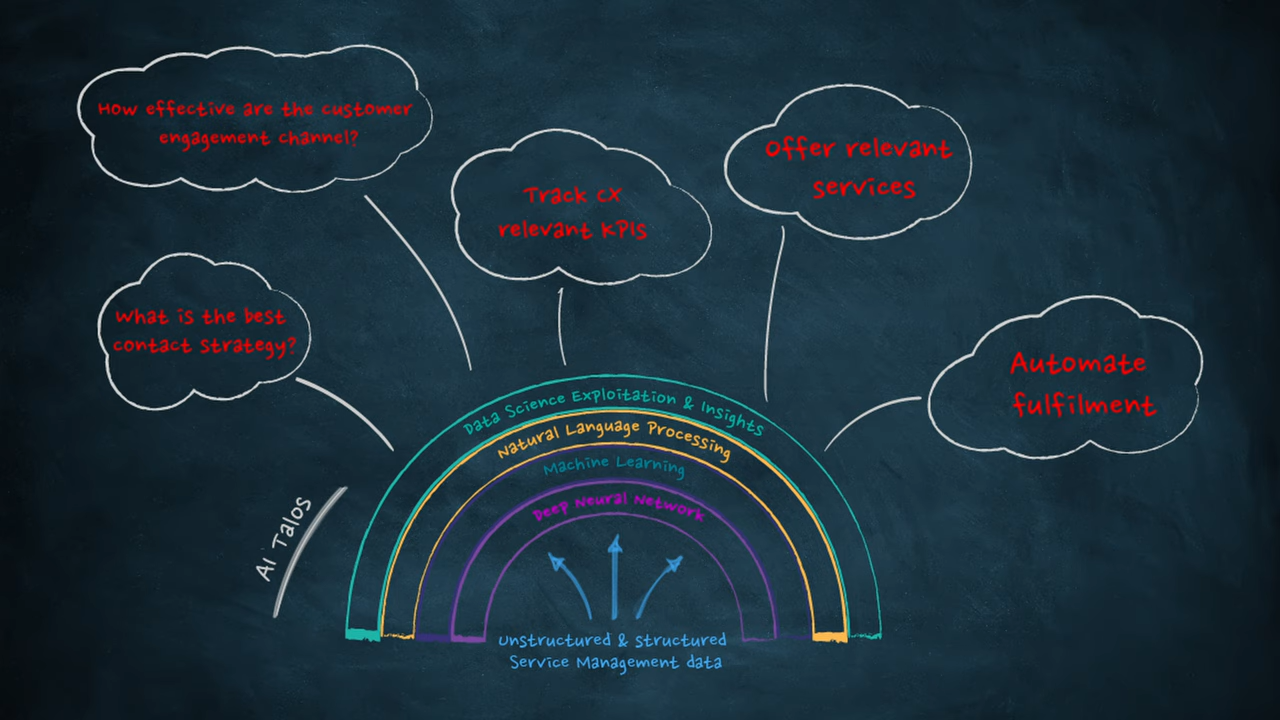 How effective are the customer
engagement channel?
Track CX
relevant KPIs
Offer relevant
services
What is the best
contact strategy?
Automate
fulfilment
Data Science Exploitation & Insights
Natural Language Processing
Machine Learning
Deep Neural Network
AI Talos
Unstructured & structured
Service Management data